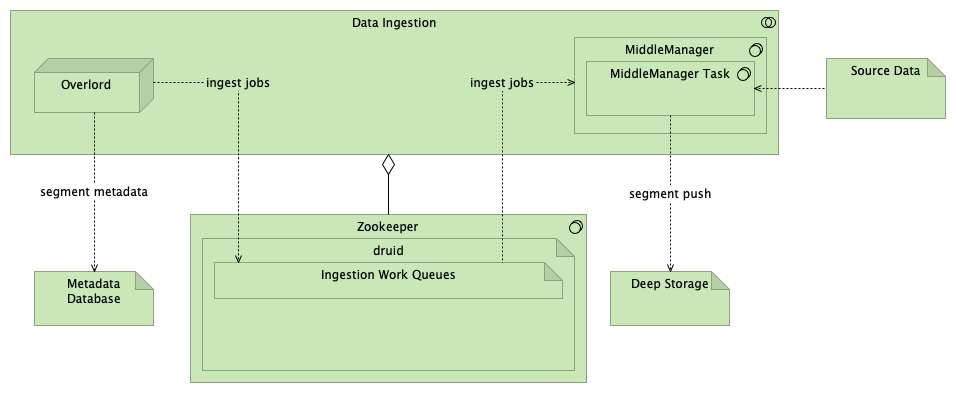 Data Ingestion
MiddleManager
MiddleManager Task
Source Data
Overlord
ingest jobs
ingest jobs
segment metadata
segment push
Zookeeper
druid
Ingestion Work Queues
Metadata
Database
Deep Storage